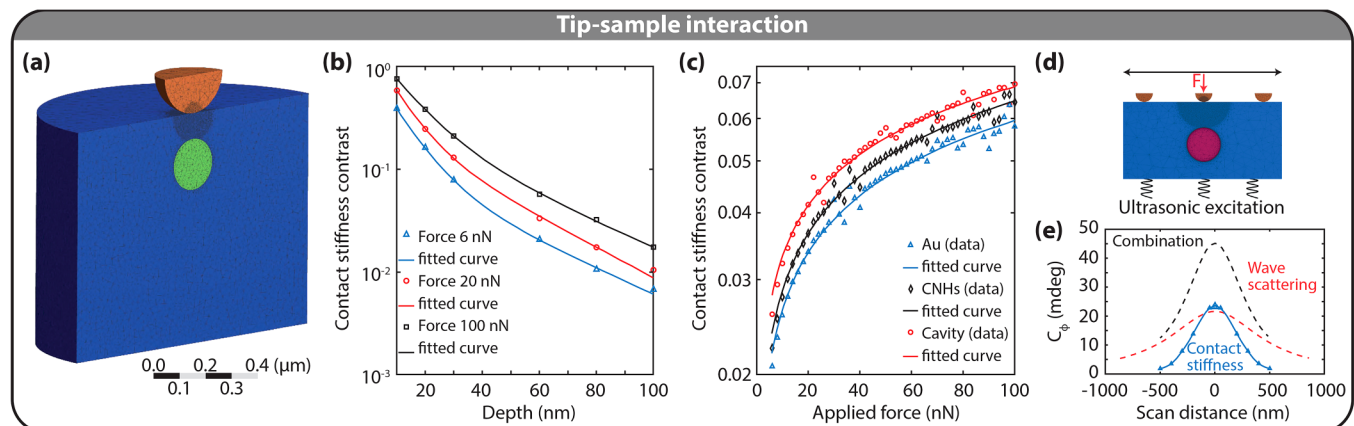 Tip-sample interaction
(a)
0.0 0.2 0.4 (μm)
0.1 0.3
(b)
Contact stiffness contrast
10⁰
10⁻¹
10⁻²
10⁻³
Force 6 nN
fitted curve
Force 20 nN
fitted curve
Force 100 nN
fitted curve
20 40 60 80 100
Depth (nm)
(c)
Contact stiffness contrast
0.07
0.06
0.05
0.04
0.03
0.02
Au (data)
fitted curve
CNHs (data)
fitted curve
Cavity (data)
fitted curve
0 20 40 60 80 100
Applied force (nN)
(d)
F
Ultrasonic excitation
(e)
Cϕ (mdeg)
50
40
30
20
10
0
Combination
Wave
scattering
Contact
stiffness
-1000 -500 0 500 1000
Scan distance (nm)